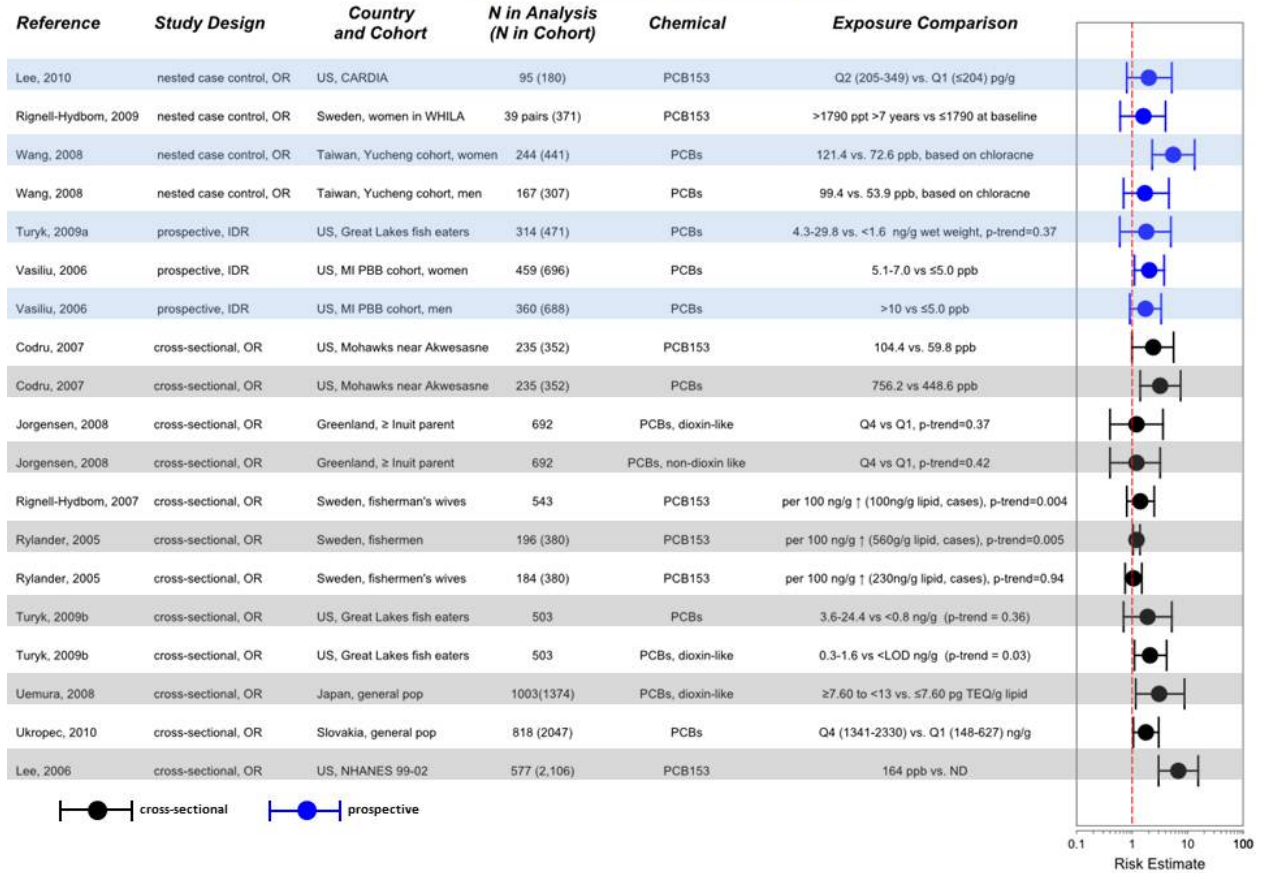 Reference Study Design Country and Cohort N in Analysis (N in Cohort) Chemical Exposure Comparison
Lee, 2010 nested case control, OR US, CARDIA 95 (180) PCB153 Q2 (205-349) vs. Q1 (≤204) pg/g
Rignell-Hydbom, 2009 nested case control, OR Sweden, women in WHILA 39 pairs (371) PCB153 >1790 ppt >7 years vs ≤1790 at baseline
Wang, 2008 nested case control, OR Taiwan, Yucheng cohort, women 244 (441) PCBs 121.4 vs. 72.6 ppb, based on chloracne
Wang, 2008 nested case control, OR Taiwan, Yucheng cohort, men 167 (307) PCBs 99.4 vs. 53.9 ppb, based on chloracne
Turyk, 2009a prospective, IDR US, Great Lakes fish eaters 314 (471) PCBs 4.3-29.8 vs. <1.6 ng/g wet weight, p-trend=0.37
Vasiliu, 2006 prospective, IDR US, MI PBB cohort, women 459 (696) PCBs 5.1-7.0 vs ≤5.0 ppb
Vasiliu, 2006 prospective, IDR US, MI PBB cohort, men 360 (688) PCBs >10 vs ≤5.0 ppb
Codru, 2007 cross-sectional, OR US, Mohawks near Akwesasne 235 (352) PCB153 104.4 vs. 59.8 ppb
Codru, 2007 cross-sectional, OR US, Mohawks near Akwesasne 235 (352) PCBs 756.2 vs 448.6 ppb
Jorgensen, 2008 cross-sectional, OR Greenland, ≥ Inuit parent 692 PCBs, dioxin-like Q4 vs Q1, p-trend=0.37
Jorgensen, 2008 cross-sectional, OR Greenland, ≥ Inuit parent 692 PCBs, non-dioxin like Q4 vs Q1, p-trend=0.42
Rignell-Hydbom, 2007 cross-sectional, OR Sweden, fisherman's wives 543 PCB153 per 100 ng/g ↑ (100ng/g lipid, cases), p-trend=0.004
Rylander, 2005 cross-sectional, OR Sweden, fishermen 196 (380) PCB153 per 100 ng/g ↑ (560g/g lipid, cases), p-trend=0.005
Rylander, 2005 cross-sectional, OR Sweden, fishermen's wives 184 (380) PCB153 per 100 ng/g ↑ (230ng/g lipid, cases), p-trend=0.94
Turyk, 2009b cross-sectional, OR US, Great Lakes fish eaters 503 PCBs 3.6-24.4 vs <0.8 ng/g (p-trend = 0.36)
Turyk, 2009b cross-sectional, OR US, Great Lakes fish eaters 503 PCBs, dioxin-like 0.3-1.6 vs <LOD ng/g (p-trend = 0.03)
Uemura, 2008 cross-sectional, OR Japan, general pop 1003(1374) PCBs, dioxin-like ≥7.60 to <13 vs. ≤7.60 pg TEQ/g lipid
Ukropec, 2010 cross-sectional, OR Slovakia, general pop 818 (2047) PCBs Q4 (1341-2330) vs. Q1 (148-627) ng/g
Lee, 2006 cross-sectional, OR US, NHANES 99-02 577 (2,106) PCB153 164 ppb vs. ND
cross-sectional prospective
0.1 1 10 100
Risk Estimate